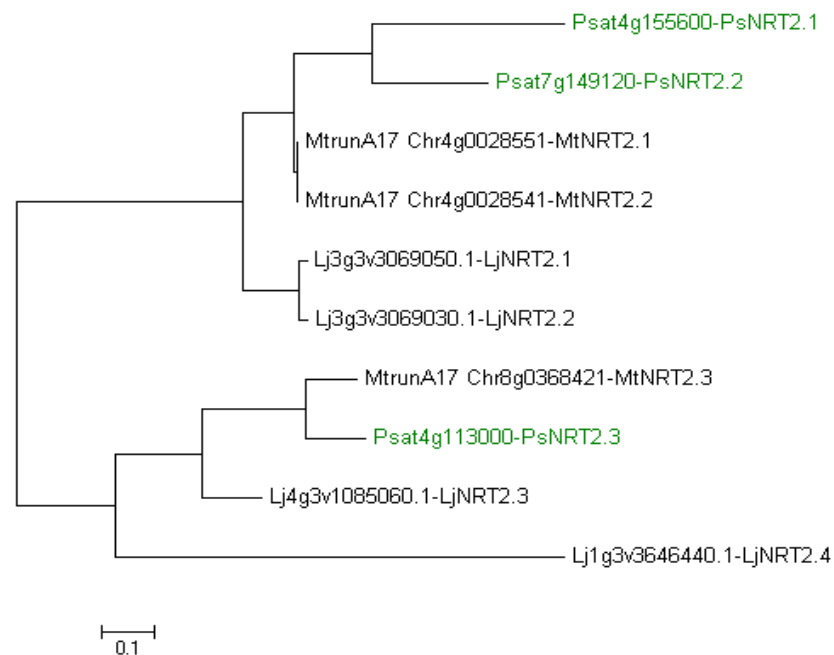 Psat4g155600-PsNRT2.1
Psat7g149120-PsNRT2.2
MtrunA17 Chr4g0028551-MtNRT2.1
MtrunA17 Chr4g0028541-MtNRT2.2
Lj3g3v3069050.1-LjNRT2.1
Lj3g3v3069030.1-LjNRT2.2
MtrunA17 Chr8g0368421-MtNRT2.3
Psat4g113000-PsNRT2.3
Lj4g3v1085060.1-LjNRT2.3
Lj1g3v3646440.1-LjNRT2.4
0.1